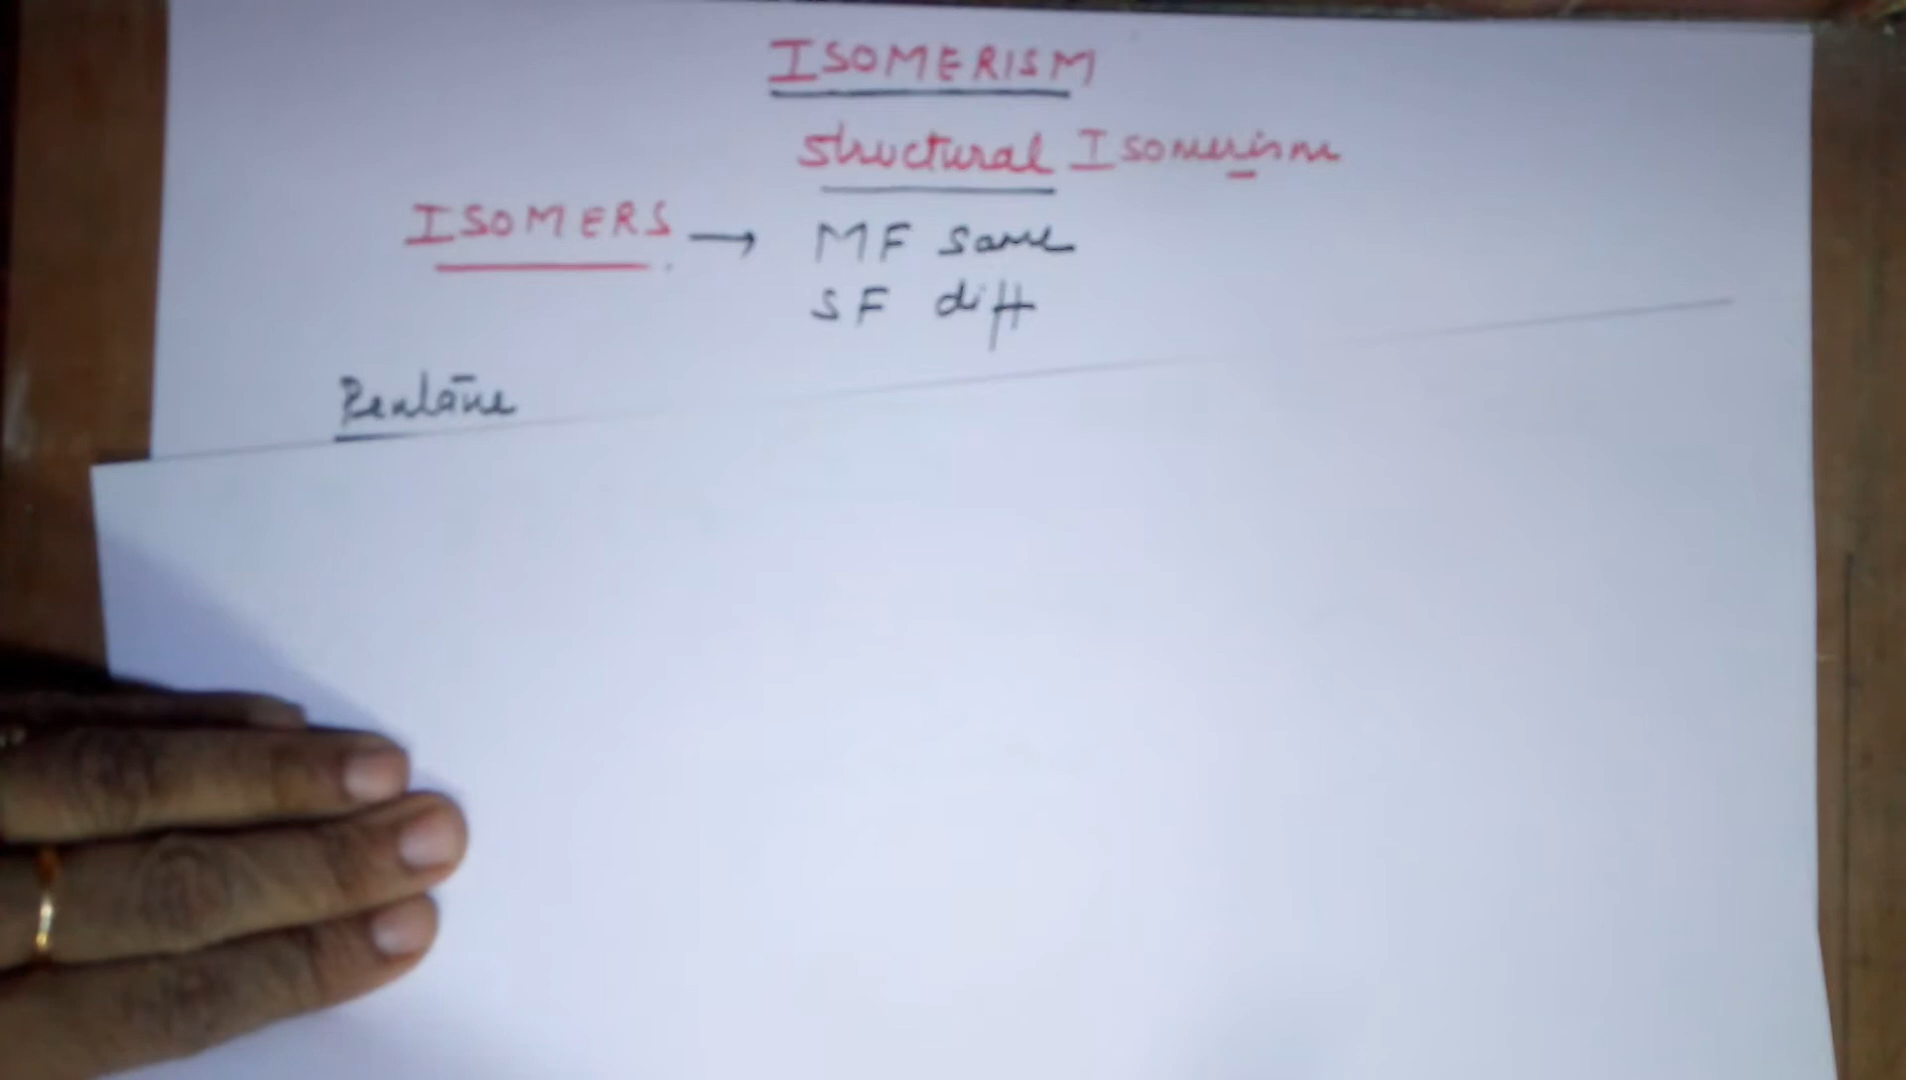 ISOMERISM
Structural Isomerism
ISOMERS → MF same
SF diff
Pentane